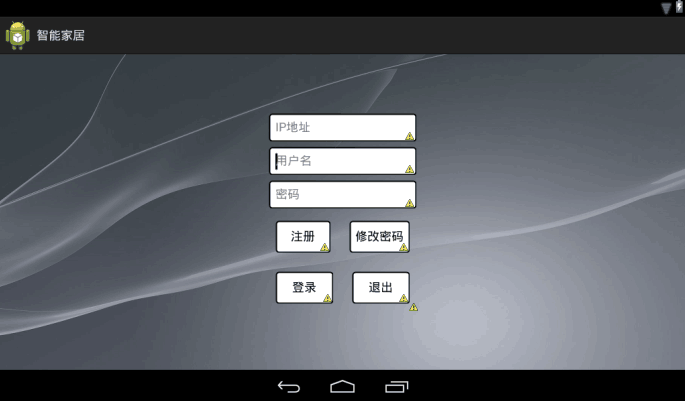 智能家居
IP地址
用户名
密码
注册 修改密码
登录 退出